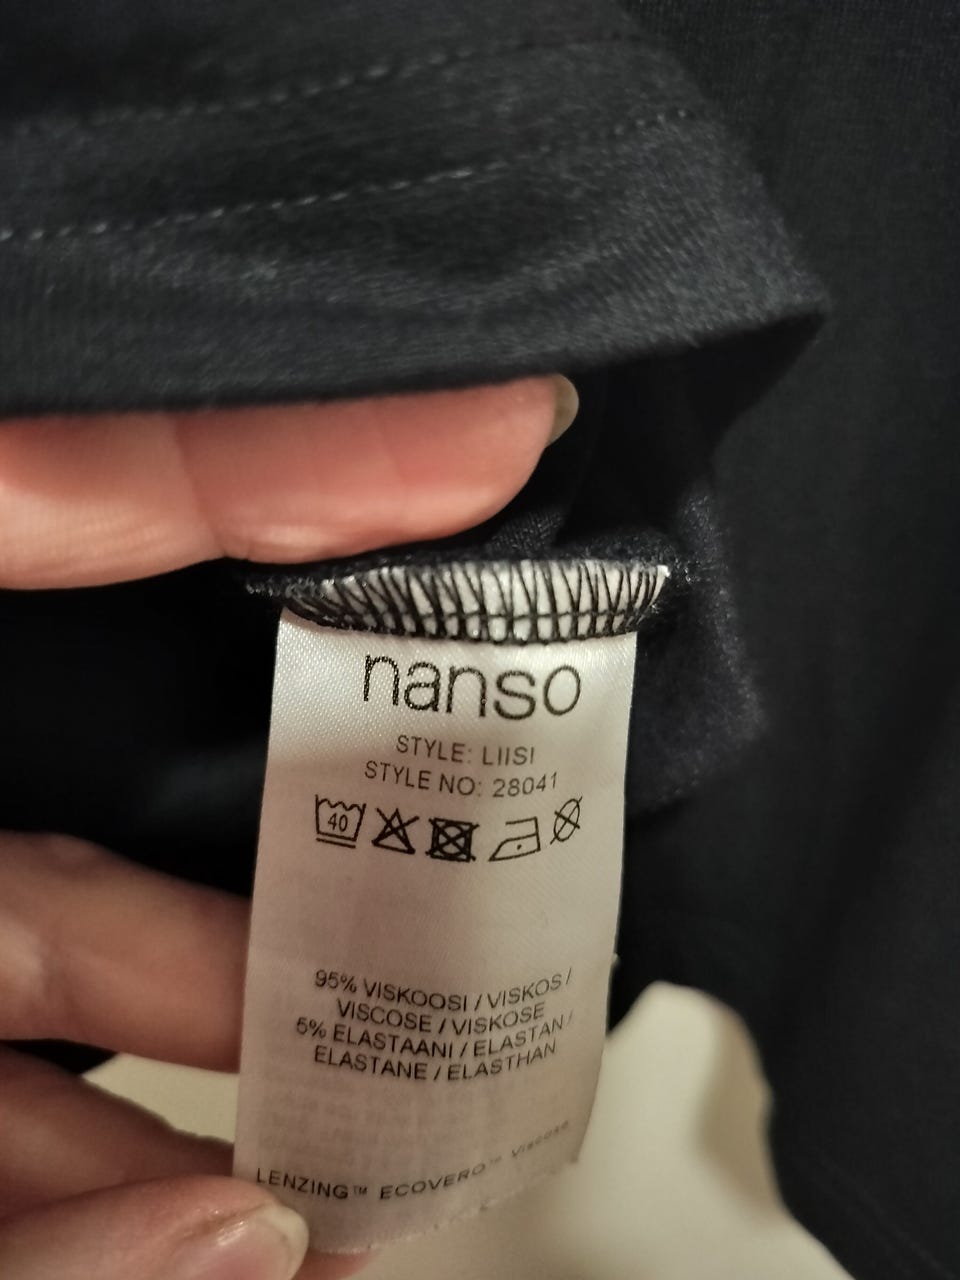 nanso
STYLE: LIISI
STYLE NO: 28041
40
95% VISKOOSI / VISKOS /
VISCOSE / VISKOSE
5% ELASTAANI / ELASTAN /
ELASTANE / ELASTHAN
LENZING™ ECOVERO™ Viscose